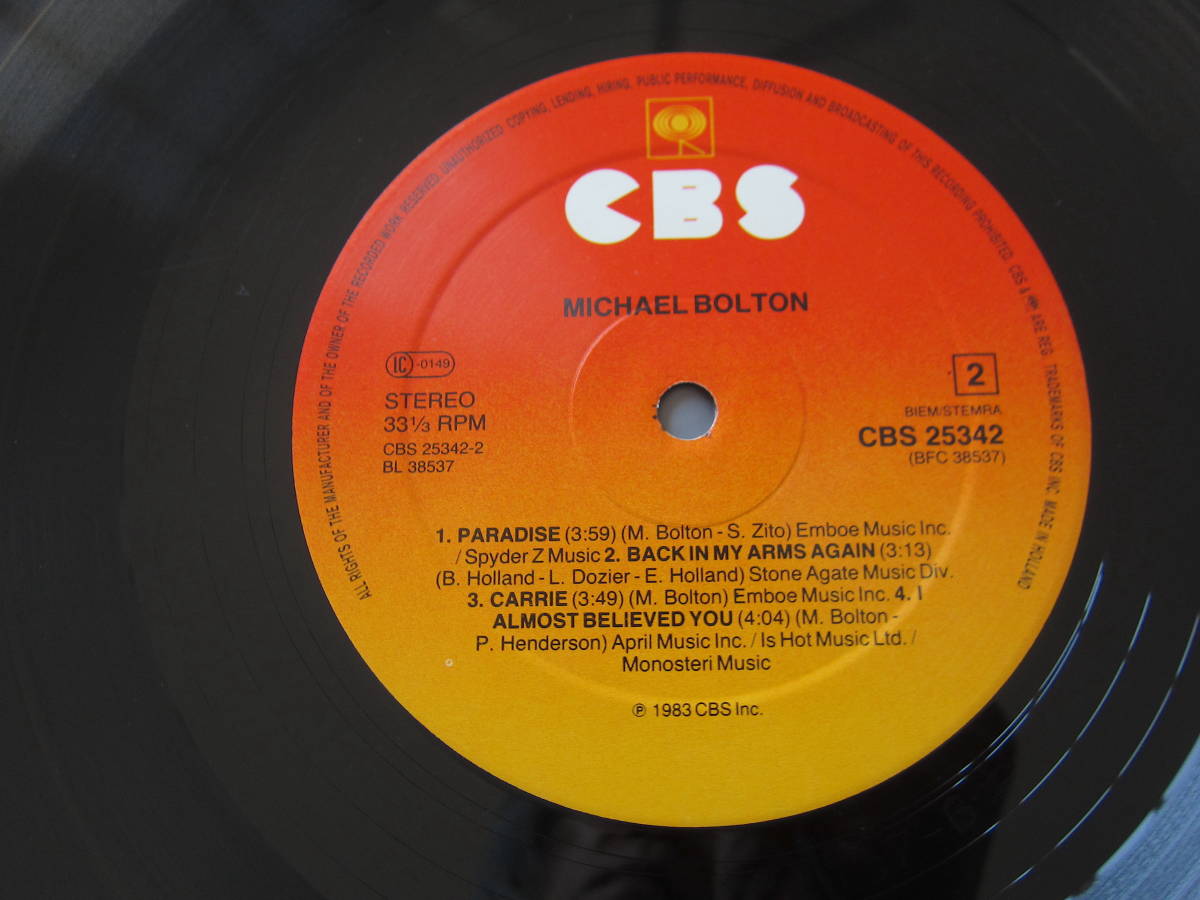 ALL RIGHTS OF THE MANUFACTURER AND OF THE OWNER OF THE RECORDED WORK RESERVED. UNAUTHORIZED COPYING, LENDING, HIRING, PUBLIC PERFORMANCE, DIFFUSION AND BROADCASTING OF THIS RECORDING PROHIBITED. CBS & ARE REG. TRADEMARKS OF CBS INC. MADE IN HOLLAND
CBS
MICHAEL BOLTON
IC -0149
STEREO
33 1/3 RPM
CBS 25342-2
BL 38537
2
BIEM/STEMRA
CBS 25342
(BFC 38537)
1. PARADISE (3:59) (M. Bolton - S. Zito) Emboe Music Inc.
/ Spyder Z Music 2. BACK IN MY ARMS AGAIN (3:13)
(B. Holland - L. Dozier - E. Holland) Stone Agate Music Div.
3. CARRIE (3:49) (M. Bolton) Emboe Music Inc. 4. I
ALMOST BELIEVED YOU (4:04) (M. Bolton -
P. Henderson) April Music Inc. / Is Hot Music Ltd. /
Monosteri Music
℗ 1983 CBS Inc.